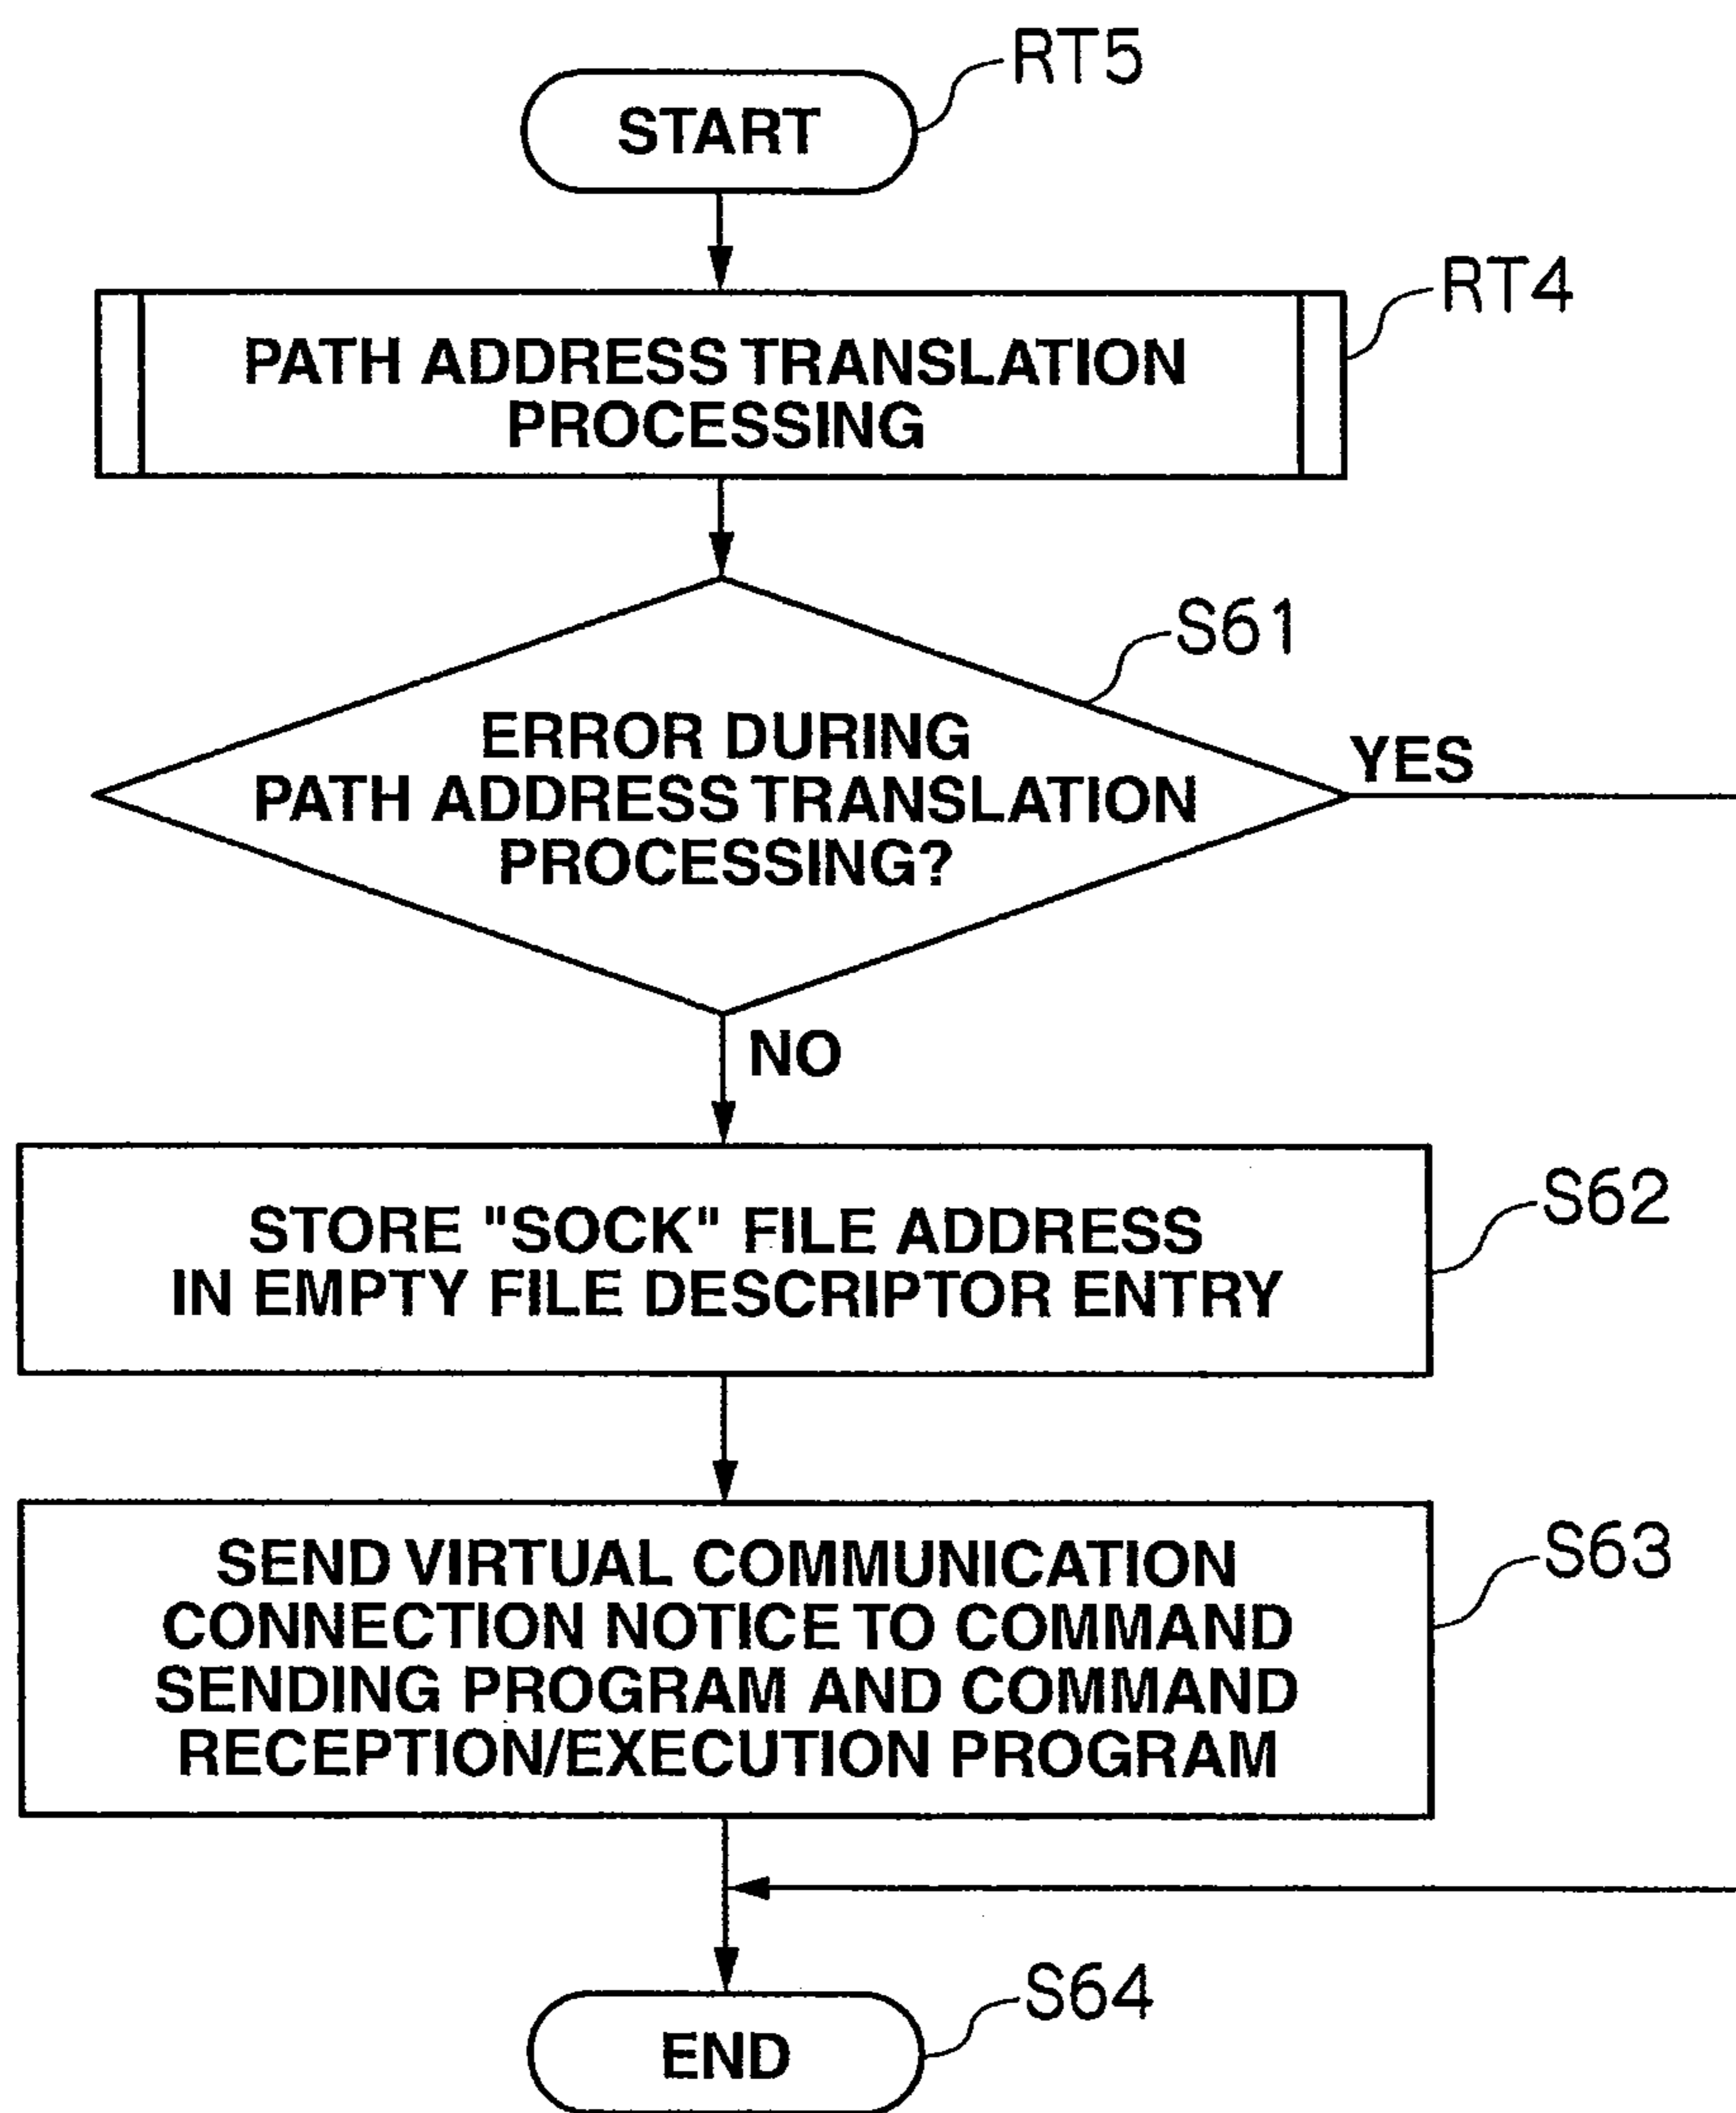 RT5
START
RT4
PATH ADDRESS TRANSLATION
PROCESSING
S61
ERROR DURING
PATH ADDRESS TRANSLATION
PROCESSING?
YES
NO
S62
STORE "SOCK" FILE ADDRESS
IN EMPTY FILE DESCRIPTOR ENTRY
S63
SEND VIRTUAL COMMUNICATION
CONNECTION NOTICE TO COMMAND
SENDING PROGRAM AND COMMAND
RECEPTION/EXECUTION PROGRAM
S64
END